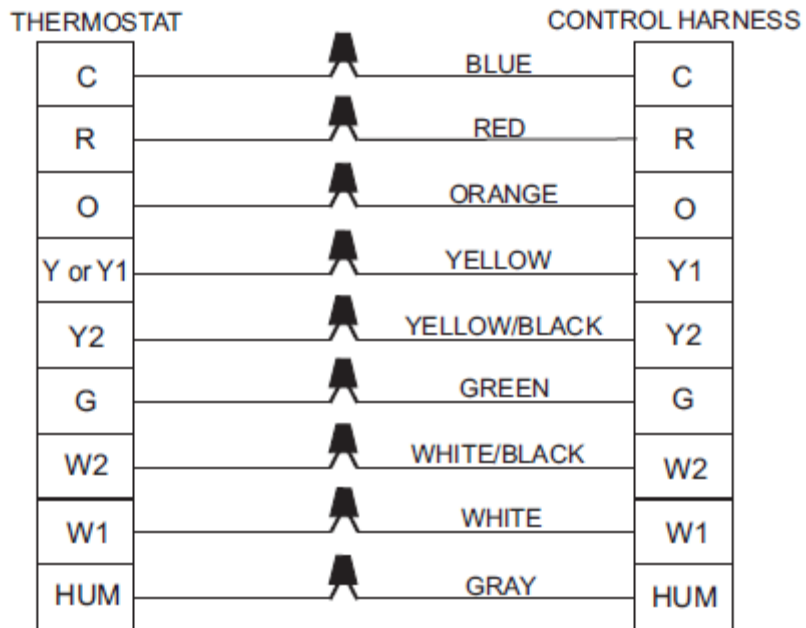 THERMOSTAT CONTROL HARNESS
C BLUE C
R RED R
O ORANGE O
Y or Y1 YELLOW Y1
Y2 YELLOW/BLACK Y2
G GREEN G
W2 WHITE/BLACK W2
W1 WHITE W1
HUM GRAY HUM